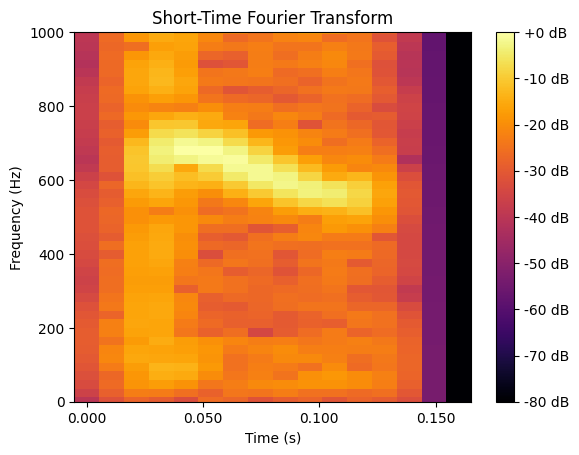 Short-Time Fourier Transform
1000
800
600
400
200
0
Frequency (Hz)
0.000
0.050
0.100
0.150
Time (s)
+0 dB
-10 dB
-20 dB
-30 dB
-40 dB
-50 dB
-60 dB
-70 dB
-80 dB